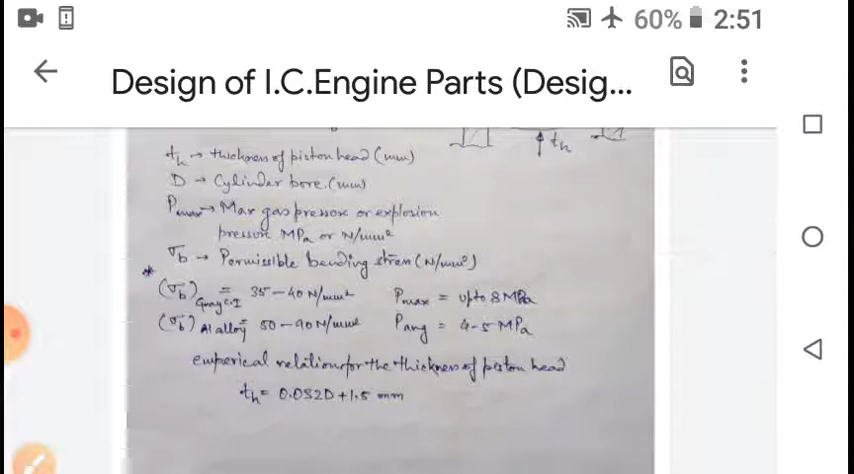 60% 2:51
Design of I.C.Engine Parts (Desig...
th
th → thickness of piston head (mm)
D → Cylinder bore.(mm)
Pmax → Max gas pressure or explosion
pressure MPa or N/mm²
σb → Permissible bending stress (N/mm²)
* (σb) Gray C.I = 35-40 N/mm² Pmax = upto 8 MPa
(σb) Al alloy = 50-90 N/mm² Pavg = 4-5 MPa
emperical relation for the thickness of piston head
th = 0.032D + 1.5 mm